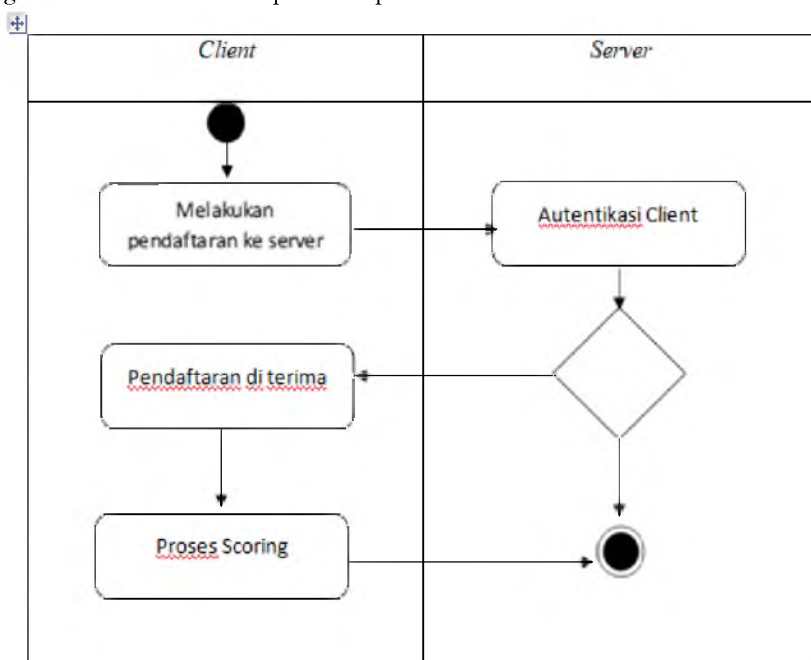 Client
Server
Melakukan
pendaftaran ke server
Autentikasi Client
Pendaftaran di terima
Proses Scoring